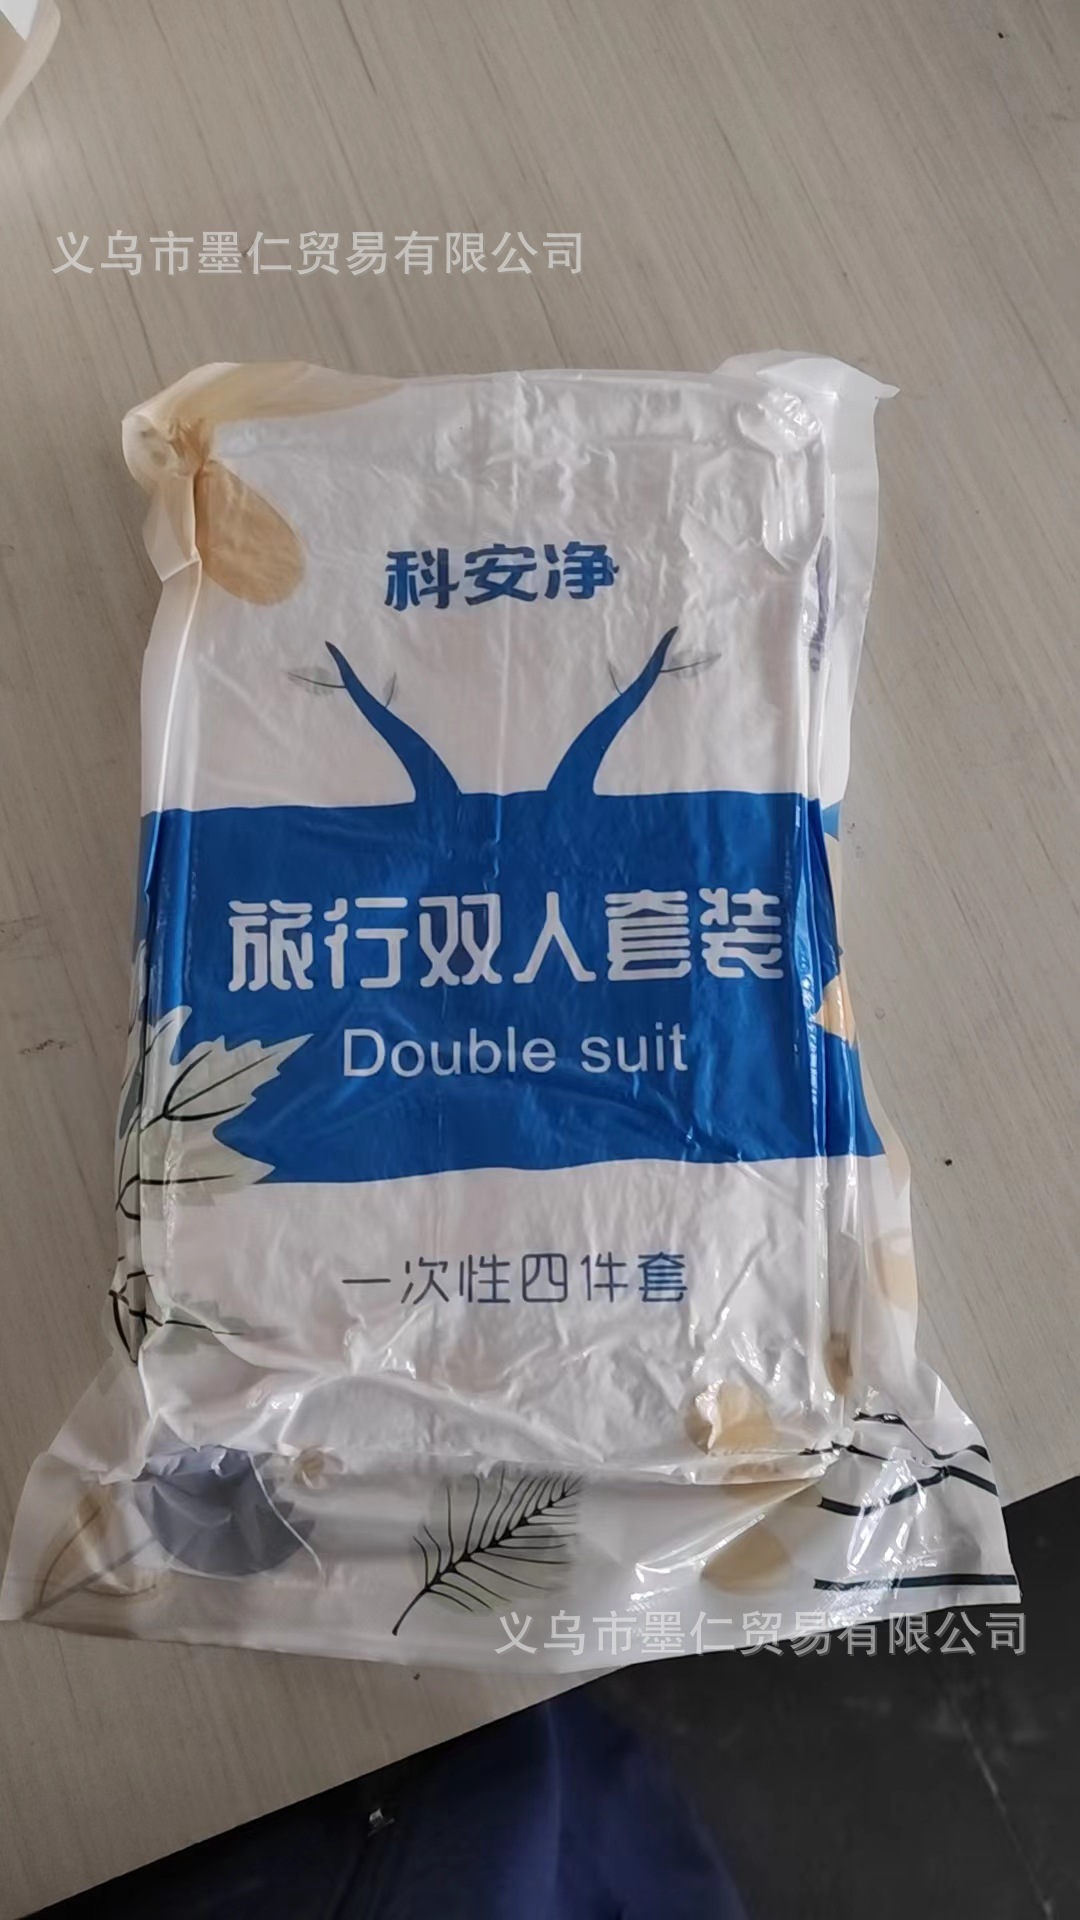 义乌市墨仁贸易有限公司
科安净
旅行双人套装
Double suit
一次性四件套
义乌市墨仁贸易有限公司